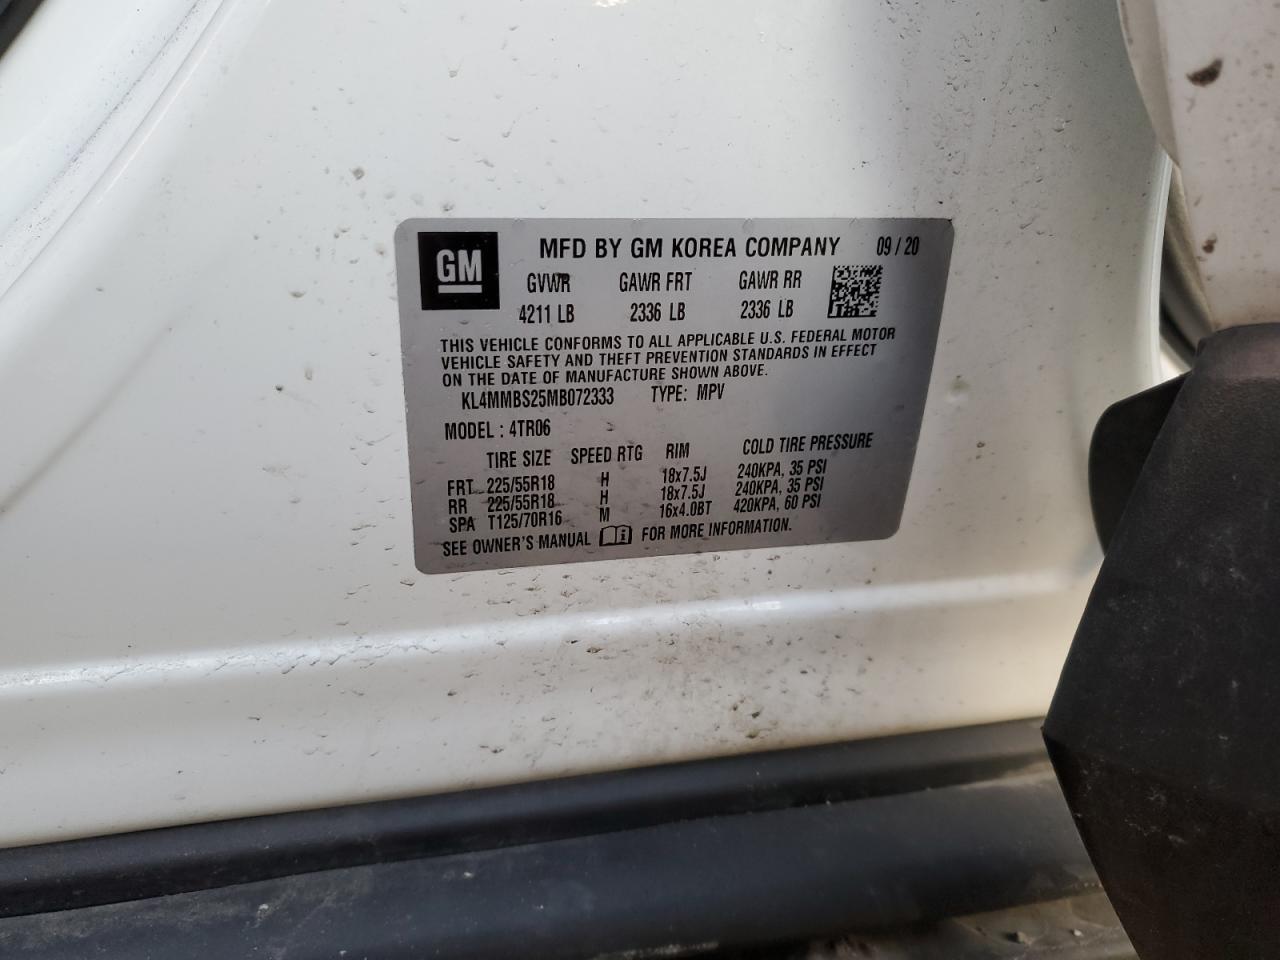 GM MFD BY GM KOREA COMPANY 09/20
GVWR GAWR FRT GAWR RR
4211 LB 2336 LB 2336 LB
THIS VEHICLE CONFORMS TO ALL APPLICABLE U.S. FEDERAL MOTOR
VEHICLE SAFETY AND THEFT PREVENTION STANDARDS IN EFFECT
ON THE DATE OF MANUFACTURE SHOWN ABOVE.
KL4MMBS25MB072333 TYPE: MPV
MODEL : 4TR06
TIRE SIZE SPEED RTG RIM COLD TIRE PRESSURE
FRT 225/55R18 H 18x7.5J 240KPA, 35 PSI
RR 225/55R18 H 18x7.5J 240KPA, 35 PSI
SPA T125/70R16 M 16x4.0BT 420KPA, 60 PSI
SEE OWNER'S MANUAL i FOR MORE INFORMATION.